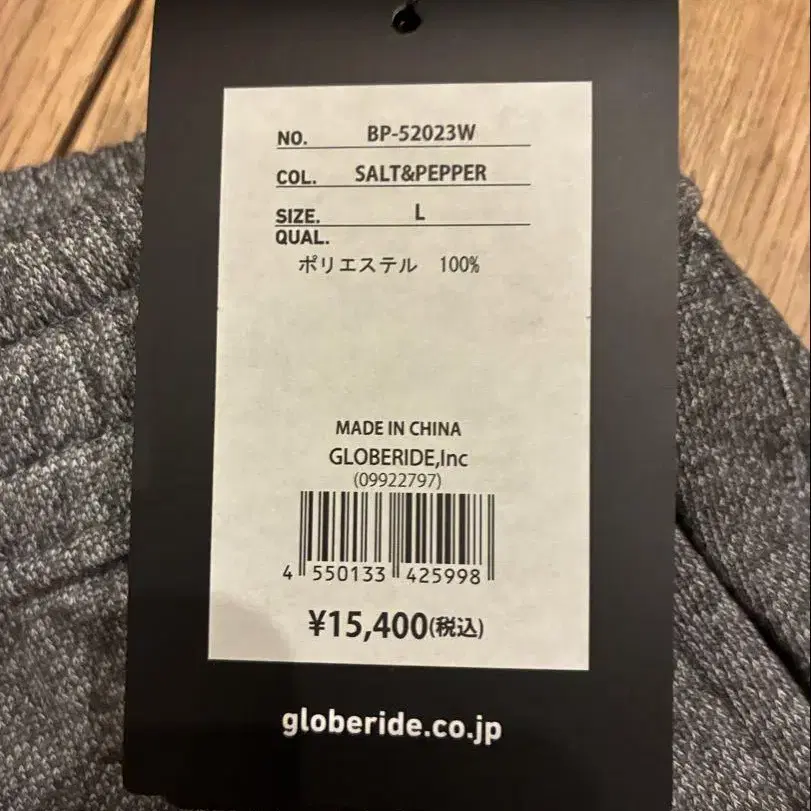 NO. BP-52023W
COL. SALT&PEPPER
SIZE. L
QUAL.
ポリエステル 100%
MADE IN CHINA
GLOBERIDE,Inc
(09922797)
4 550133 425998
¥15,400(税込)
globeride.co.jp